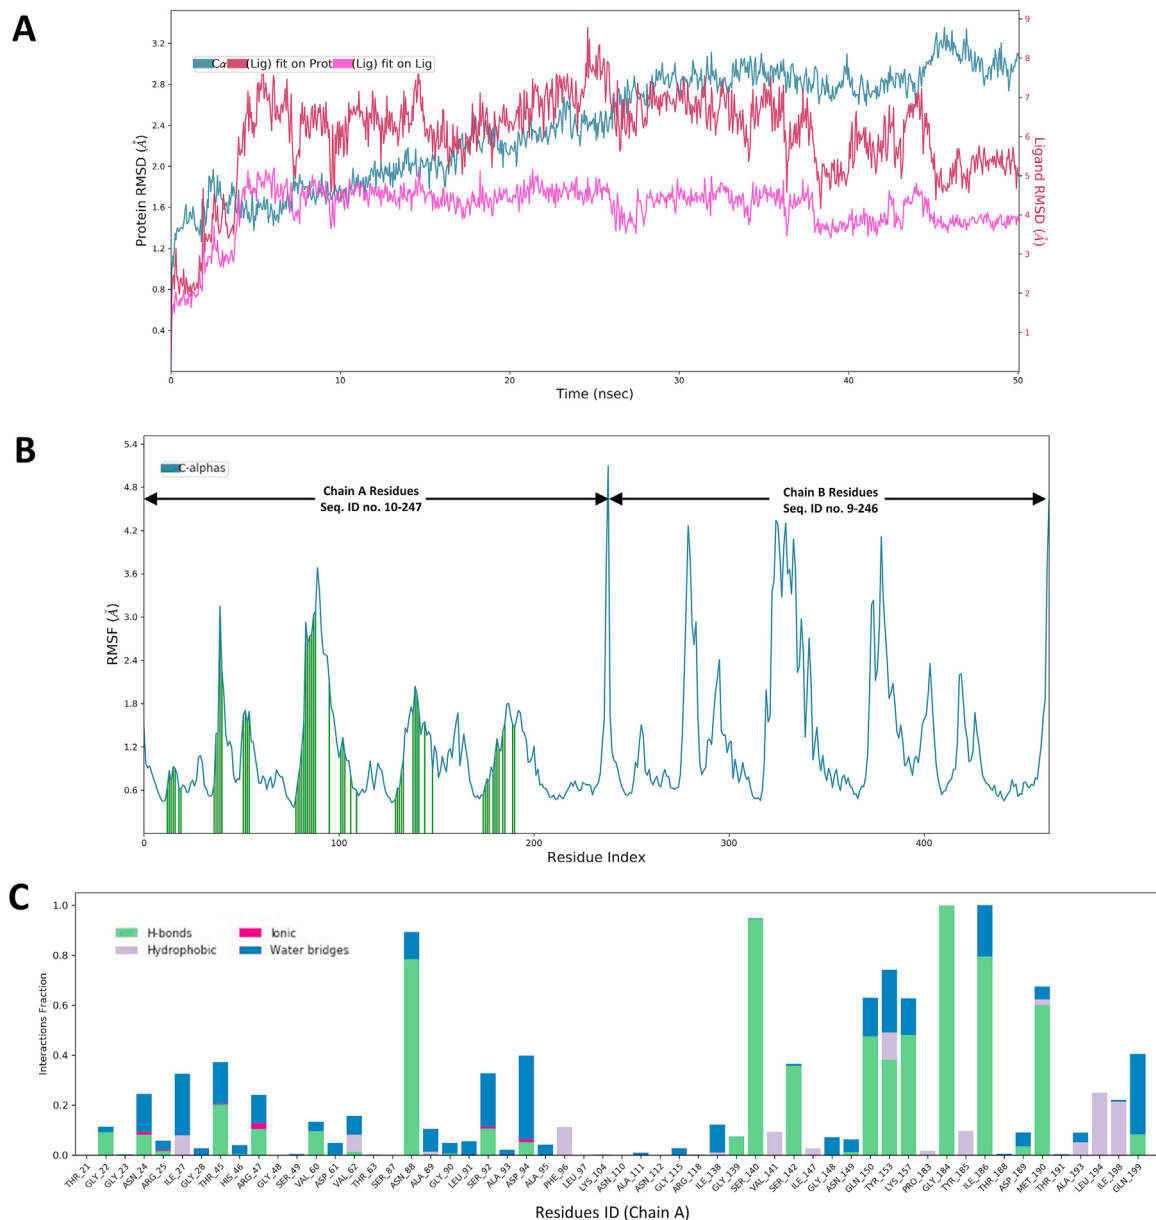 A
Cα (Lig) fit on Prot (Lig) fit on Lig
Protein RMSD (Å)
3.2
2.8
2.4
2.0
1.6
1.2
0.8
0.4
Ligand RMSD (Å)
9
8
7
6
5
4
3
2
1
0 10 20 30 40 50
Time (nsec)
B
C-alphas
Chain A Residues
Seq. ID no. 10-247
Chain B Residues
Seq. ID no. 9-246
RMSF (Å)
5.4
4.8
4.2
3.6
3.0
2.4
1.8
1.2
0.6
0 100 200 300 400
Residue Index
C
H-bonds Ionic
Hydrophobic Water bridges
Interactions Fraction
1.0
0.8
0.6
0.4
0.2
0.0
THR_21
GLY_22
GLY_23
ASN_24
ARG_25
ILE_27
GLY_28
THR_45
HIS_46
ARG_47
GLY_48
SER_49
VAL_60
ASP_61
VAL_62
THR_63
SER_87
ASN_88
ALA_89
GLY_90
LEU_91
SER_92
ALA_93
ASP_94
ALA_95
PHE_96
LEU_97
LYS_104
ASN_110
ALA_111
ASN_112
GLY_115
ARG_118
ILE_138
GLY_139
SER_140
VAL_141
SER_142
ILE_147
GLY_148
ASN_149
GLN_150
TYR_153
LYS_157
PRO_183
GLY_184
TYR_185
ILE_186
THR_188
ASP_189
MET_190
THR_191
ALA_193
LEU_194
ILE_198
GLN_199
Residues ID (Chain A)